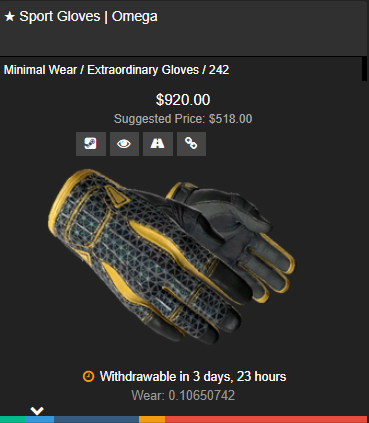 ★ Sport Gloves | Omega
Minimal Wear / Extraordinary Gloves / 242
$920.00
Suggested Price: $518.00
Withdrawable in 3 days, 23 hours
Wear: 0.10650742